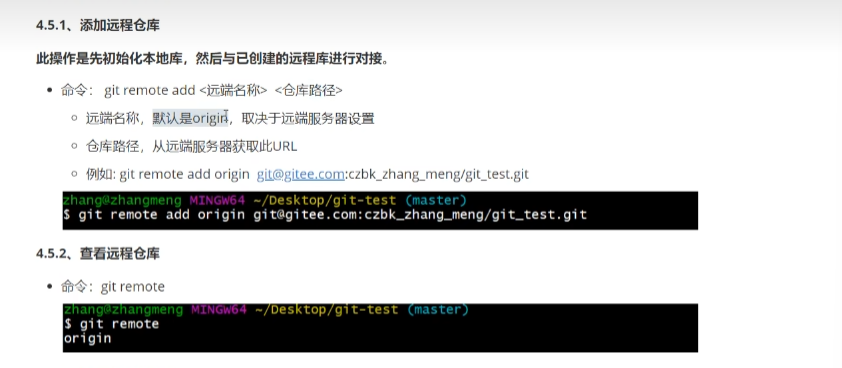 4.5.1、添加远程仓库
此操作是先初始化本地库，然后与已创建的远程库进行对接。
命令： git remote add <远端名称> <仓库路径>
远端名称，默认是origin，取决于远端服务器设置
仓库路径，从远端服务器获取此URL
例如: git remote add origin git@gitee.com:czbk_zhang_meng/git_test.git
zhang@zhangmeng MINGW64 ~/Desktop/git-test (master)
$ git remote add origin git@gitee.com:czbk_zhang_meng/git_test.git
4.5.2、查看远程仓库
命令：git remote
zhang@zhangmeng MINGW64 ~/Desktop/git-test (master)
$ git remote
origin